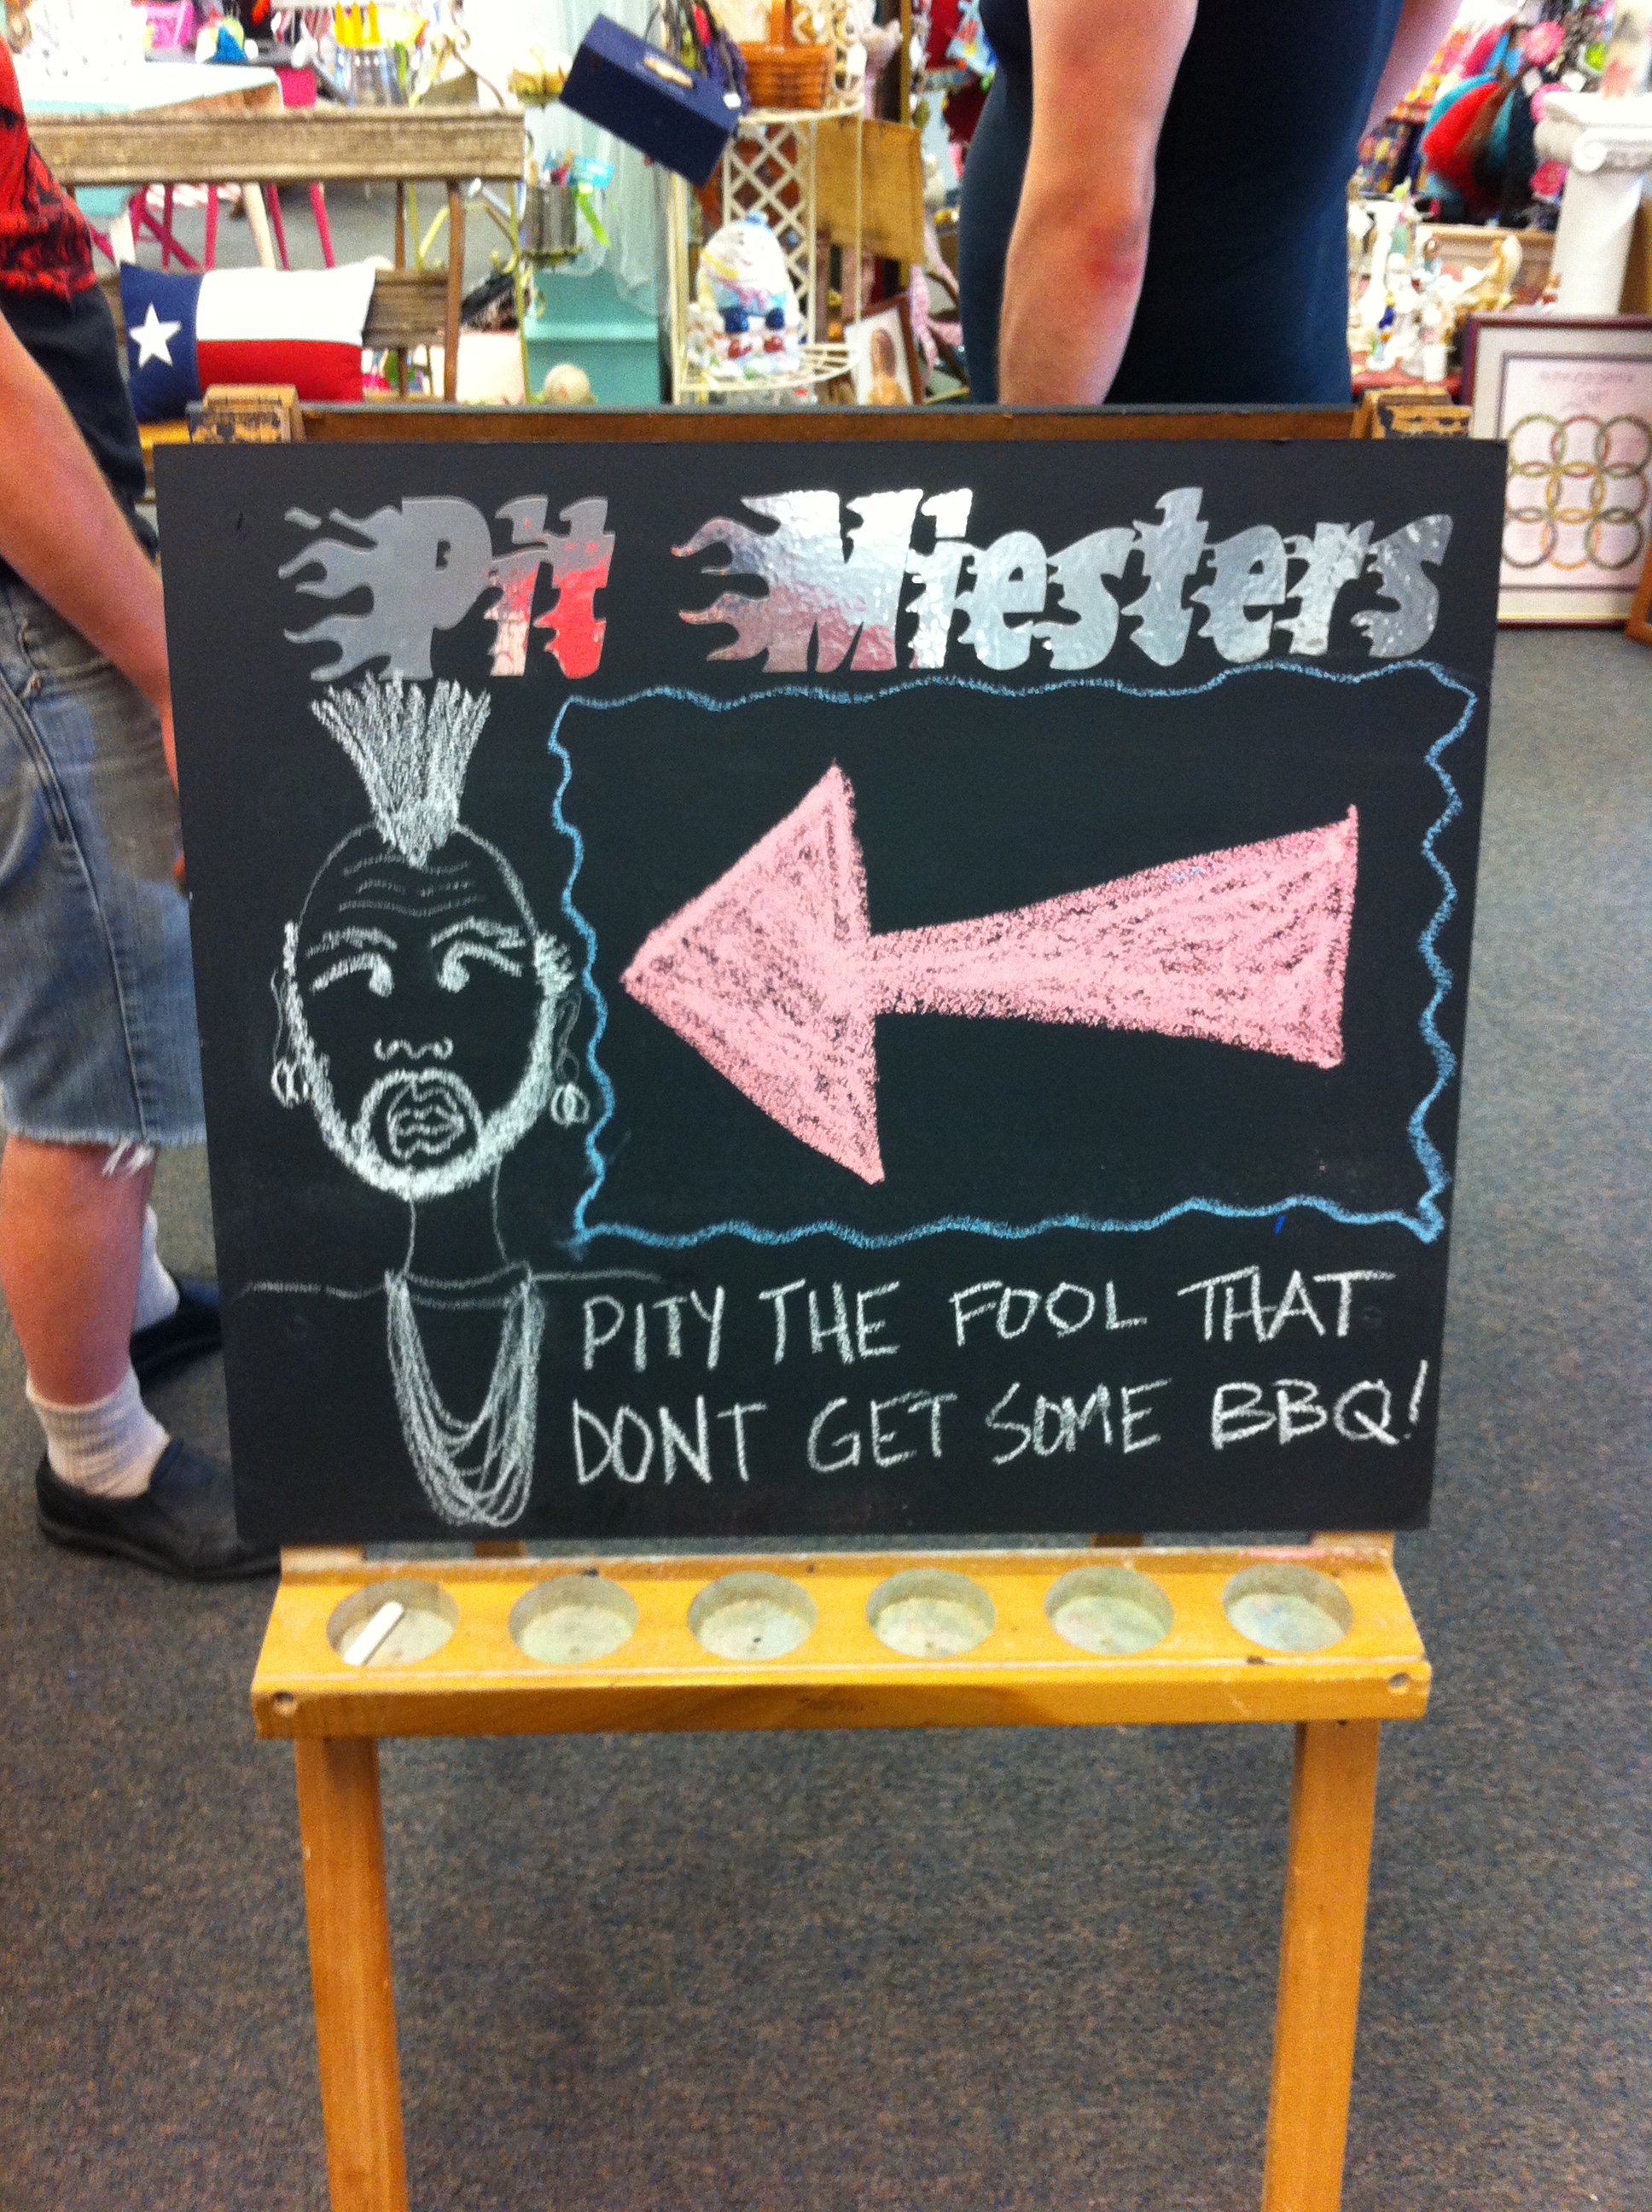 Pit Miesters
PITY THE FOOL THAT
DONT GET SOME BBQ!